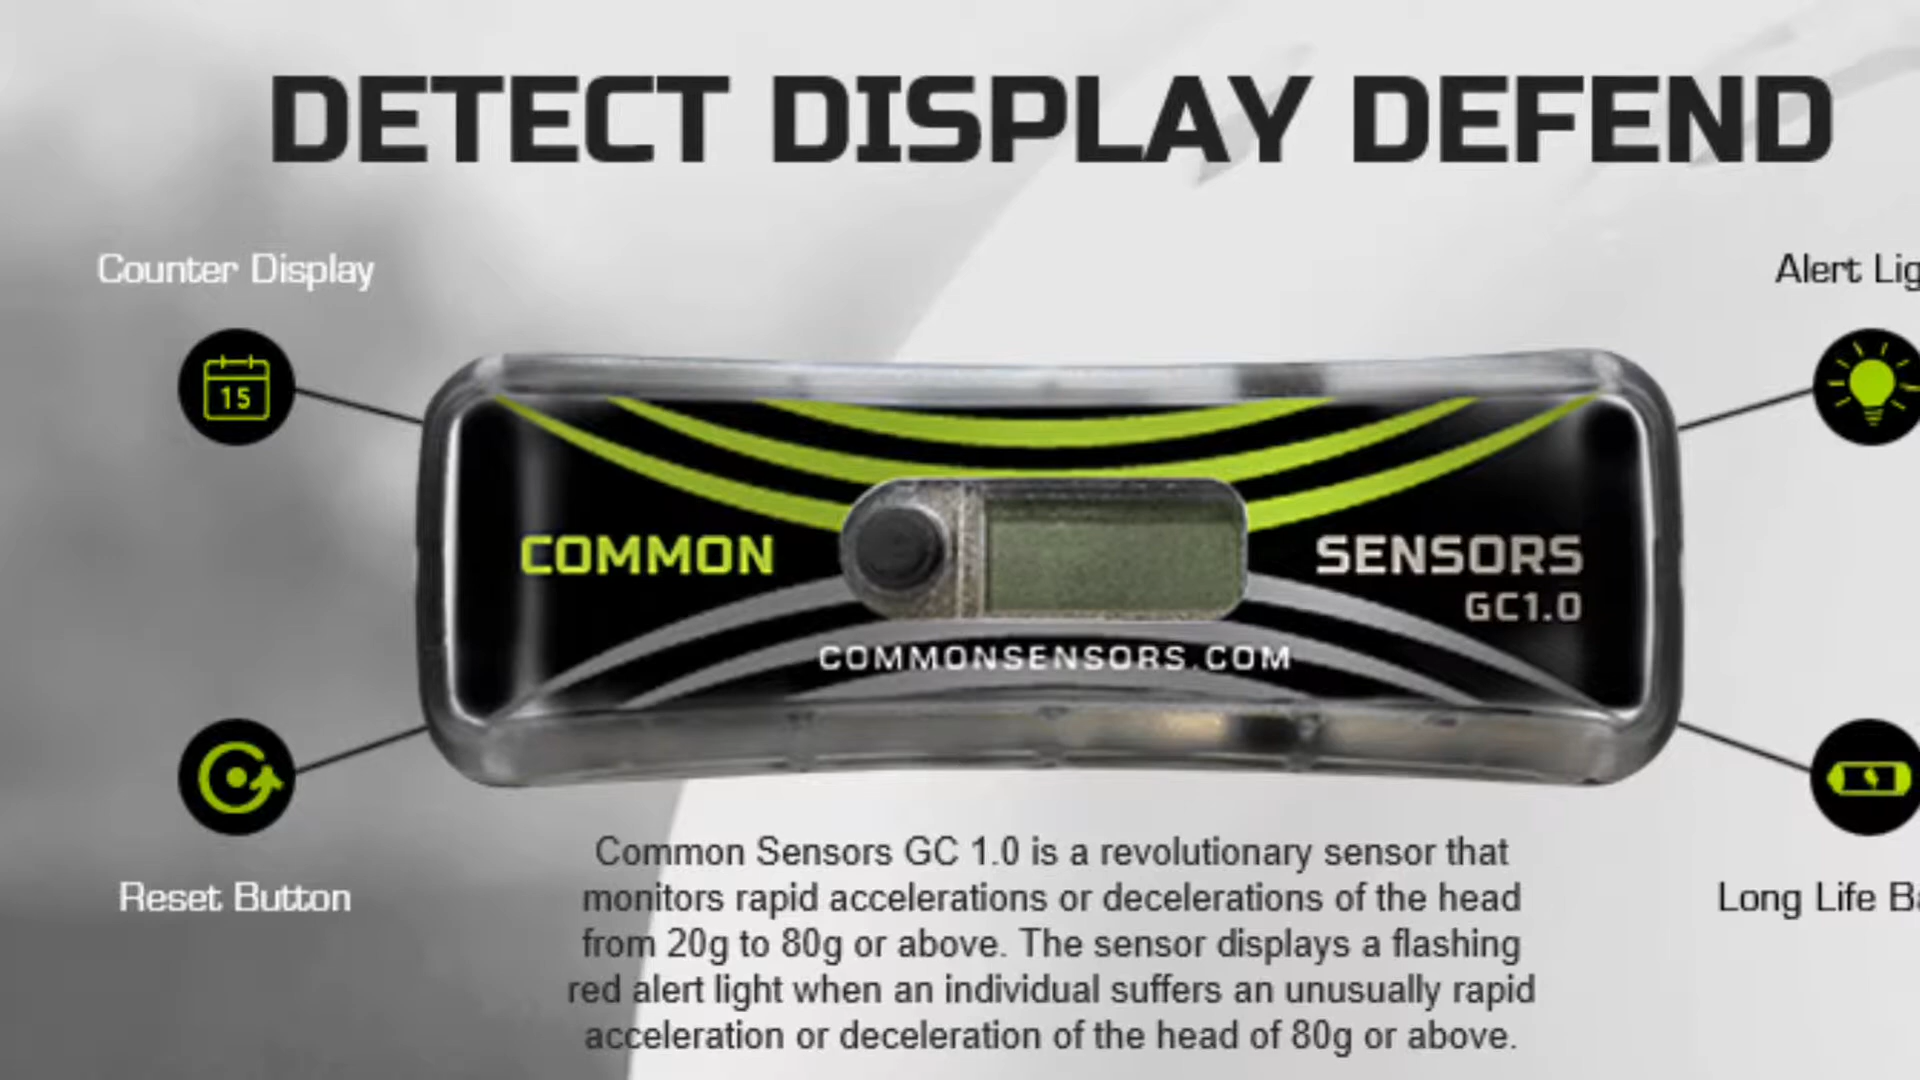 DETECT DISPLAY DEFEND
Counter Display
Alert Lig
15
COMMON
SENSORS
GC1.0
COMMONSENSORS.COM
Reset Button
Long Life Ba
Common Sensors GC 1.0 is a revolutionary sensor that
monitors rapid accelerations or decelerations of the head
from 20g to 80g or above. The sensor displays a flashing
red alert light when an individual suffers an unusually rapid
acceleration or deceleration of the head of 80g or above.